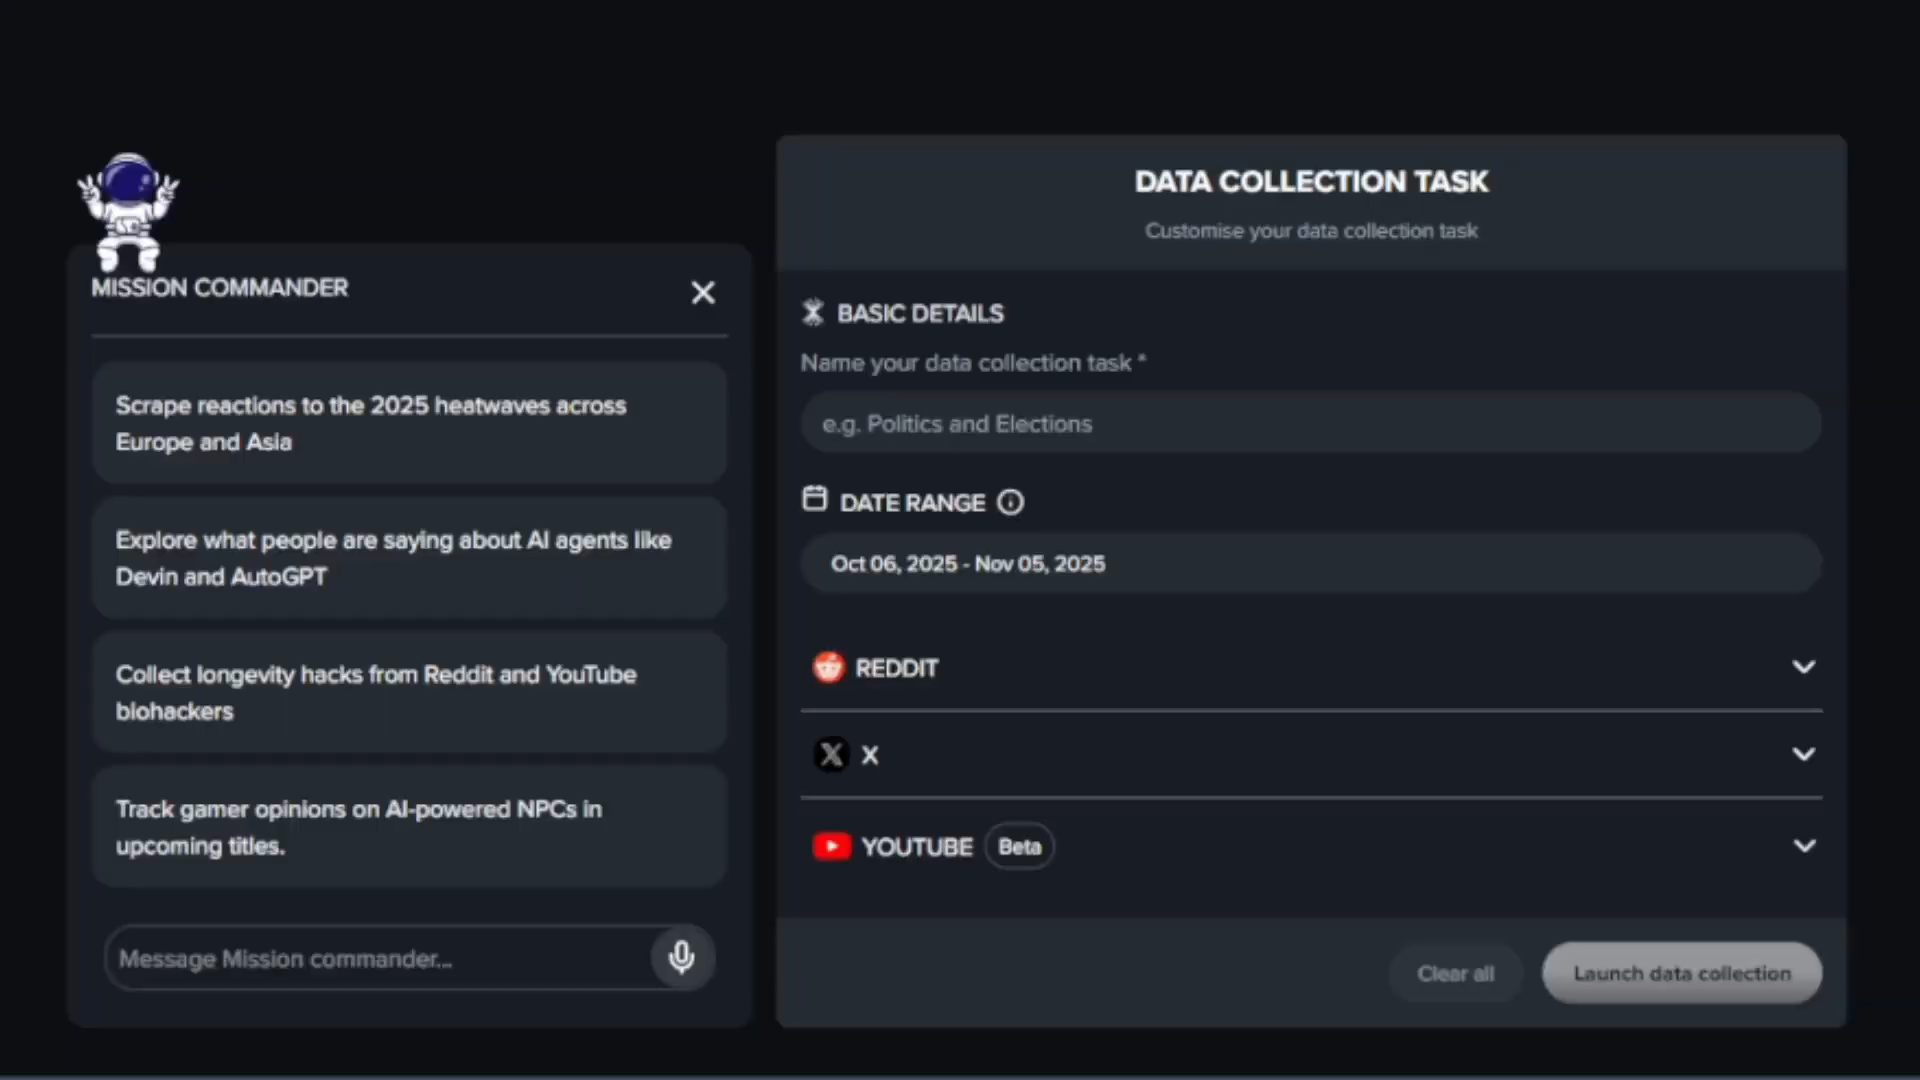 MISSION COMMANDER
Scrape reactions to the 2025 heatwaves across
Europe and Asia
Explore what people are saying about AI agents like
Devin and AutoGPT
Collect longevity hacks from Reddit and YouTube
biohackers
Track gamer opinions on AI-powered NPCs in
upcoming titles.
Message Mission commander...
DATA COLLECTION TASK
Customise your data collection task
BASIC DETAILS
Name your data collection task *
e.g. Politics and Elections
DATE RANGE
Oct 06, 2025 - Nov 05, 2025
REDDIT
X
YOUTUBE Beta
Clear all
Launch data collection